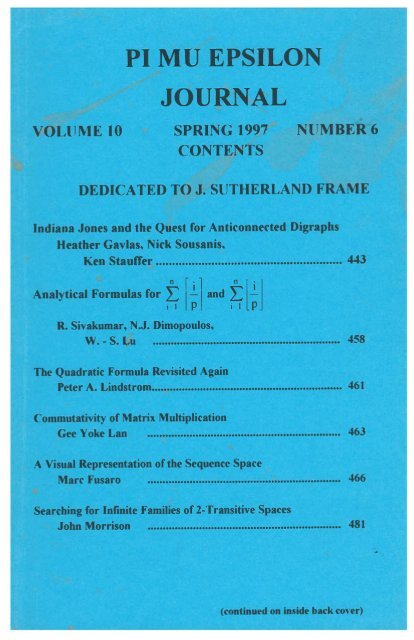 PI MU EPSILON
JOURNAL
VOLUME 10 SPRING 1997 NUMBER 6
CONTENTS
DEDICATED TO J. SUTHERLAND FRAME
Indiana Jones and the Quest for Anticonnected Digraphs
Heather Gavlas, Nick Sousanis,
Ken Stauffer ........................................................ 443
Analytical Formulas for ∑ⁿᵢ₌₁ ⌈i/p⌉ and ∑ⁿᵢ₌₁ ⌊i/p⌋
R. Sivakumar, N.J. Dimopoulos,
W. - S. Lu ........................................................ 458
The Quadratic Formula Revisited Again
Peter A. Lindstrom........................................................ 461
Commutativity of Matrix Multiplication
Gee Yoke Lan ........................................................ 463
A Visual Representation of the Sequence Space
Marc Fusaro ........................................................ 466
Searching for Infinite Families of 2-Transitive Spaces
John Morrison ........................................................ 481
(continued on inside back cover)